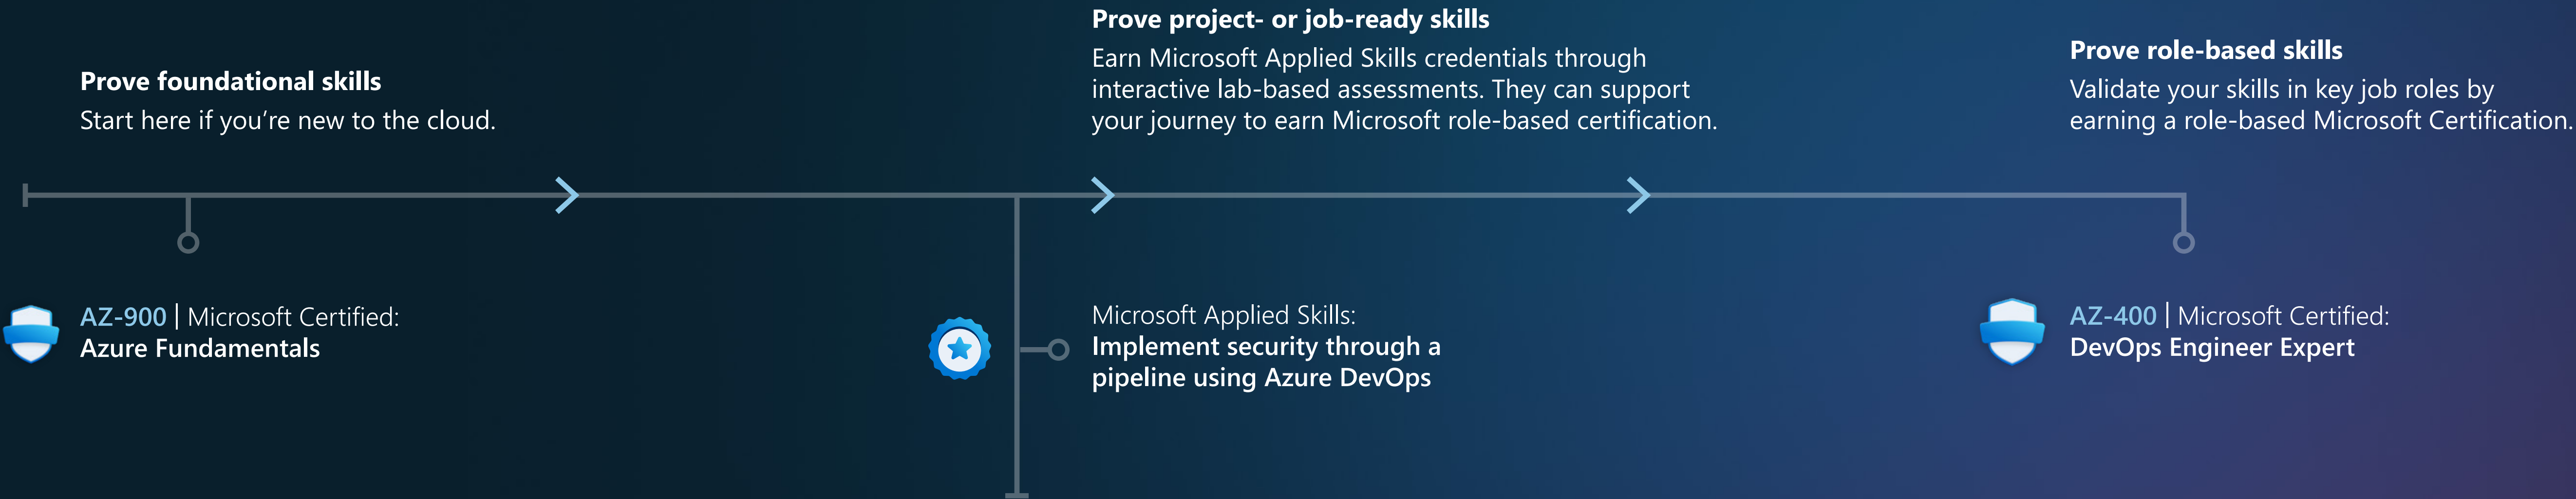 Prove foundational skills
Start here if you’re new to the cloud.
Prove project- or job-ready skills
Earn Microsoft Applied Skills credentials through
interactive lab-based assessments. They can support
your journey to earn Microsoft role-based certification.
Prove role-based skills
Validate your skills in key job roles by
earning a role-based Microsoft Certification.
AZ-900 | Microsoft Certified:
Azure Fundamentals
Microsoft Applied Skills:
Implement security through a
pipeline using Azure DevOps
AZ-400 | Microsoft Certified:
DevOps Engineer Expert